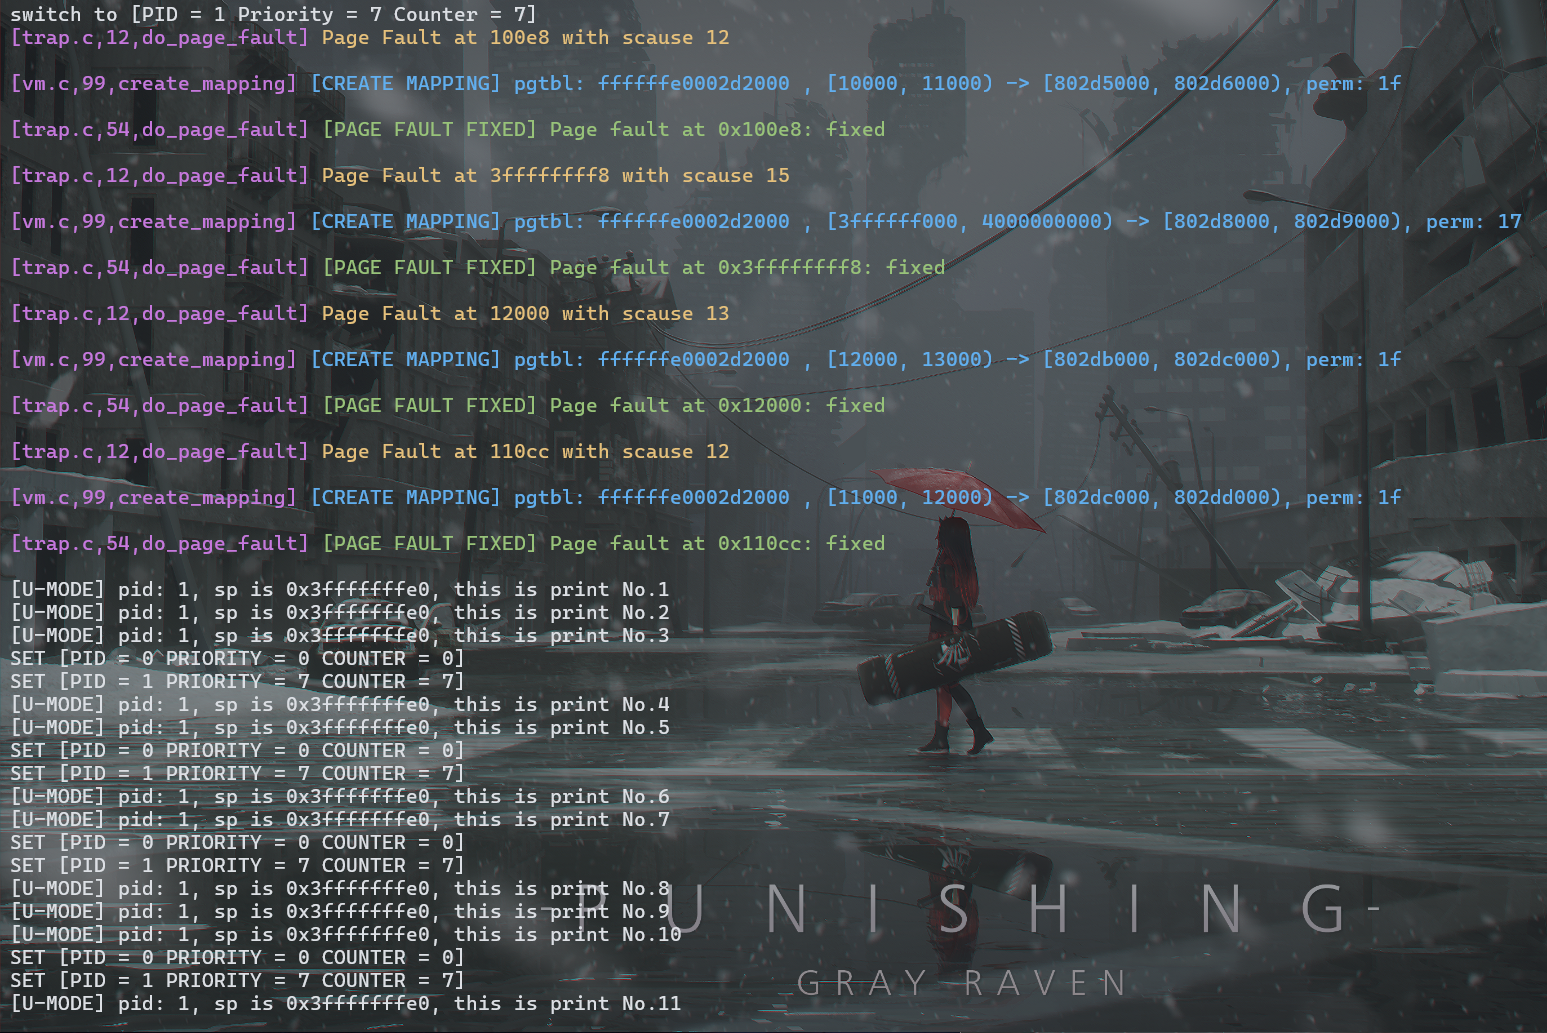 switch to [PID = 1 Priority = 7 Counter = 7]
[trap.c,12,do_page_fault] Page Fault at 100e8 with scause 12
[vm.c,99,create_mapping] [CREATE MAPPING] pgtbl: ffffffe0002d2000 , [10000, 11000) -> [802d5000, 802d6000), perm: 1f
[trap.c,54,do_page_fault] [PAGE FAULT FIXED] Page fault at 0x100e8: fixed
[trap.c,12,do_page_fault] Page Fault at 3ffffffff8 with scause 15
[vm.c,99,create_mapping] [CREATE MAPPING] pgtbl: ffffffe0002d2000 , [3ffffff000, 4000000000) -> [802d8000, 802d9000), perm: 17
[trap.c,54,do_page_fault] [PAGE FAULT FIXED] Page fault at 0x3ffffffff8: fixed
[trap.c,12,do_page_fault] Page Fault at 12000 with scause 13
[vm.c,99,create_mapping] [CREATE MAPPING] pgtbl: ffffffe0002d2000 , [12000, 13000) -> [802db000, 802dc000), perm: 1f
[trap.c,54,do_page_fault] [PAGE FAULT FIXED] Page fault at 0x12000: fixed
[trap.c,12,do_page_fault] Page Fault at 110cc with scause 12
[vm.c,99,create_mapping] [CREATE MAPPING] pgtbl: ffffffe0002d2000 , [11000, 12000) -> [802dc000, 802dd000), perm: 1f
[trap.c,54,do_page_fault] [PAGE FAULT FIXED] Page fault at 0x110cc: fixed
[U-MODE] pid: 1, sp is 0x3fffffffe0, this is print No.1
[U-MODE] pid: 1, sp is 0x3fffffffe0, this is print No.2
[U-MODE] pid: 1, sp is 0x3fffffffe0, this is print No.3
SET [PID = 0 PRIORITY = 0 COUNTER = 0]
SET [PID = 1 PRIORITY = 7 COUNTER = 7]
[U-MODE] pid: 1, sp is 0x3fffffffe0, this is print No.4
[U-MODE] pid: 1, sp is 0x3fffffffe0, this is print No.5
SET [PID = 0 PRIORITY = 0 COUNTER = 0]
SET [PID = 1 PRIORITY = 7 COUNTER = 7]
[U-MODE] pid: 1, sp is 0x3fffffffe0, this is print No.6
[U-MODE] pid: 1, sp is 0x3fffffffe0, this is print No.7
SET [PID = 0 PRIORITY = 0 COUNTER = 0]
SET [PID = 1 PRIORITY = 7 COUNTER = 7]
[U-MODE] pid: 1, sp is 0x3fffffffe0, this is print No.8
[U-MODE] pid: 1, sp is 0x3fffffffe0, this is print No.9
[U-MODE] pid: 1, sp is 0x3fffffffe0, this is print No.10
SET [PID = 0 PRIORITY = 0 COUNTER = 0]
SET [PID = 1 PRIORITY = 7 COUNTER = 7]
[U-MODE] pid: 1, sp is 0x3fffffffe0, this is print No.11
-PUNISHING-
GRAY RAVEN